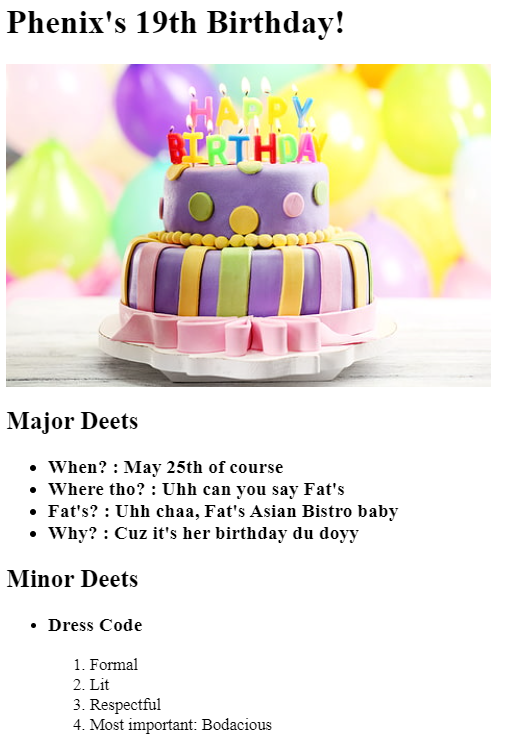 Phenix's 19th Birthday!
HAPPY
BIRTHDAY
Major Deets
When? : May 25th of course
Where tho? : Uhh can you say Fat's
Fat's? : Uhh chaa, Fat's Asian Bistro baby
Why? : Cuz it's her birthday du doyy
Minor Deets
Dress Code
1. Formal
2. Lit
3. Respectful
4. Most important: Bodacious